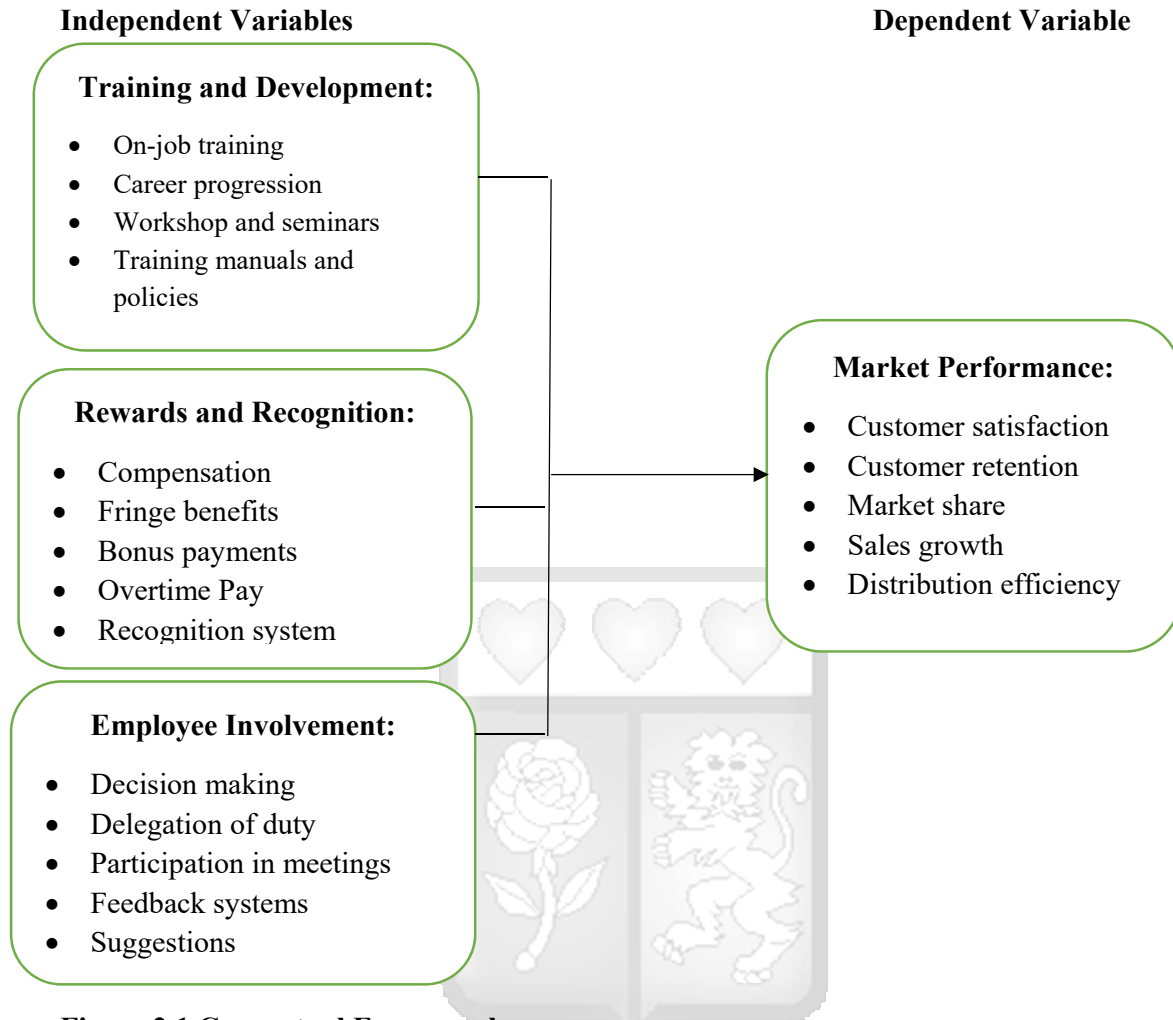 Independent Variables
Dependent Variable
Training and Development:
• On-job training
• Career progression
• Workshop and seminars
• Training manuals and
policies
Rewards and Recognition:
• Compensation
• Fringe benefits
• Bonus payments
• Overtime Pay
• Recognition system
Employee Involvement:
• Decision making
• Delegation of duty
• Participation in meetings
• Feedback systems
• Suggestions
Market Performance:
• Customer satisfaction
• Customer retention
• Market share
• Sales growth
• Distribution efficiency